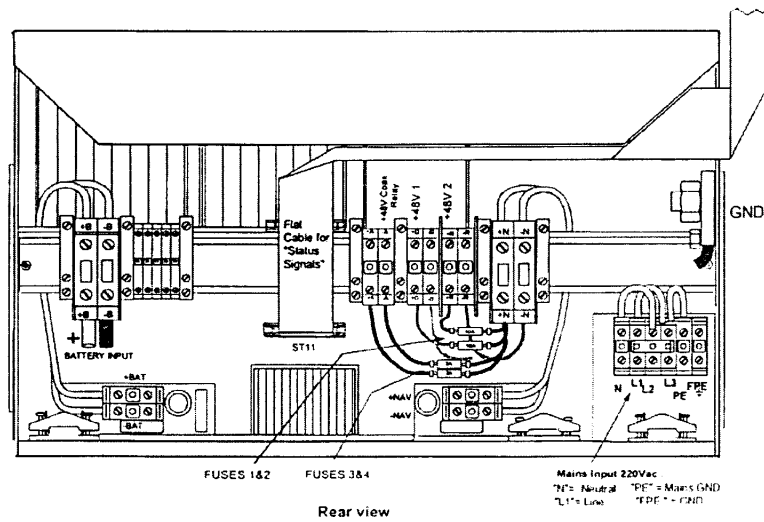 +48V Coax
Relay
+48V 1
+48V 2
GND
Flat
Cable for
"Status
Signals"
+B
-B
+N
-N
+B
-B
+N
-N
+
BATTERY INPUT
ST11
+BAT
-BAT
+NAV
-NAV
N
L1
L2
L3
PE
FPE
FUSES 1&2
FUSES 3&4
Mains Input 220Vac
"N"= Neutral "PE" = Mains GND
"L1"= Line "FPE" = GND
Rear view